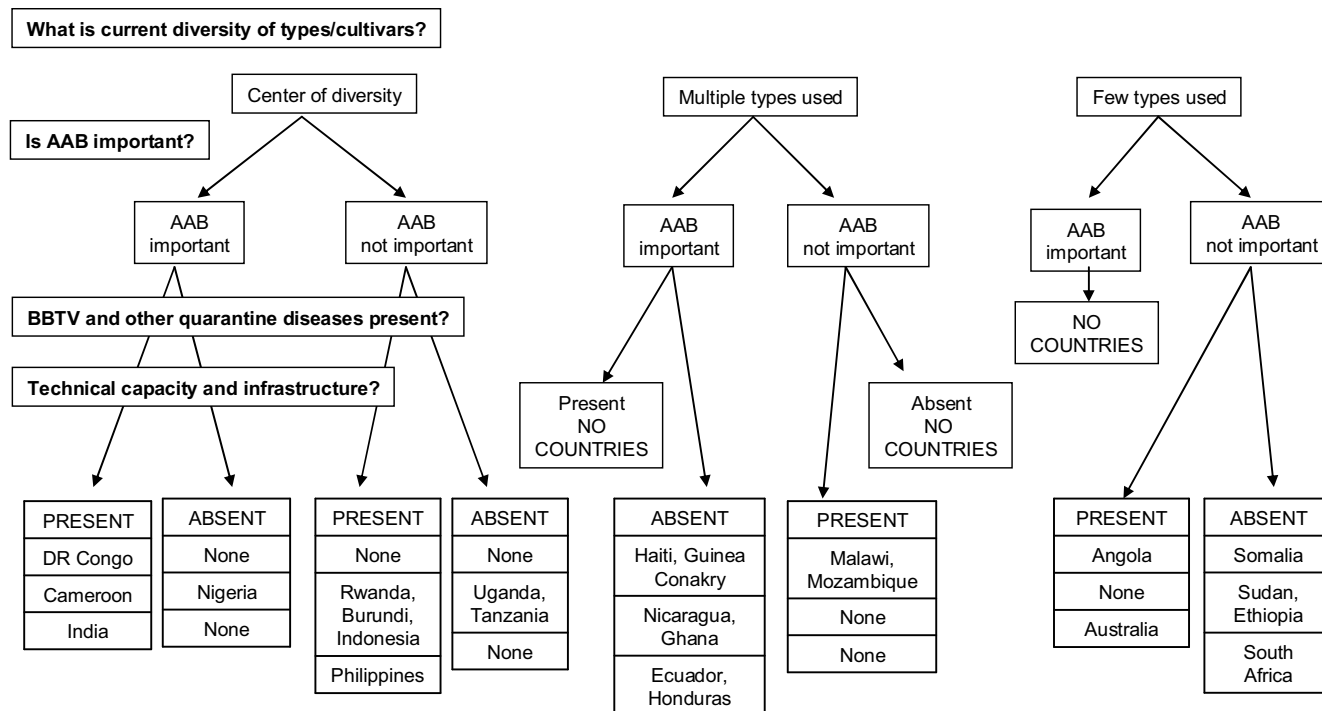 What is current diversity of types/cultivars?
Center of diversity
Multiple types used
Few types used
Is AAB important?
AAB
important
AAB
not important
AAB
important
AAB
not important
AAB
important
AAB
not important
BBTV and other quarantine diseases present?
NO
COUNTRIES
Technical capacity and infrastructure?
Present
NO
COUNTRIES
Absent
NO
COUNTRIES
PRESENT
DR Congo
Cameroon
India
ABSENT
None
Nigeria
None
PRESENT
None
Rwanda,
Burundi,
Indonesia
Philippines
ABSENT
None
Uganda,
Tanzania
None
ABSENT
Haiti, Guinea
Conakry
Nicaragua,
Ghana
Ecuador,
Honduras
PRESENT
Malawi,
Mozambique
None
None
PRESENT
Angola
None
Australia
ABSENT
Somalia
Sudan,
Ethiopia
South
Africa